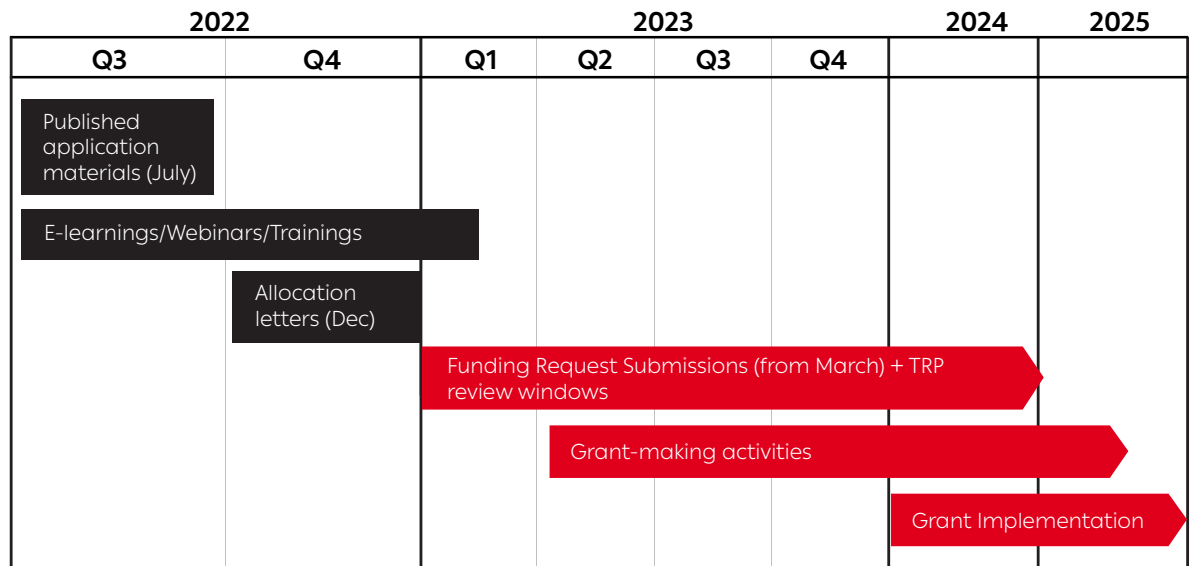 2022 2023 2024 2025
Q3 Q4 Q1 Q2 Q3 Q4
Published
application
materials (July)
E-learnings/Webinars/Trainings
Allocation
letters (Dec)
Funding Request Submissions (from March) + TRP
review windows
Grant-making activities
Grant Implementation